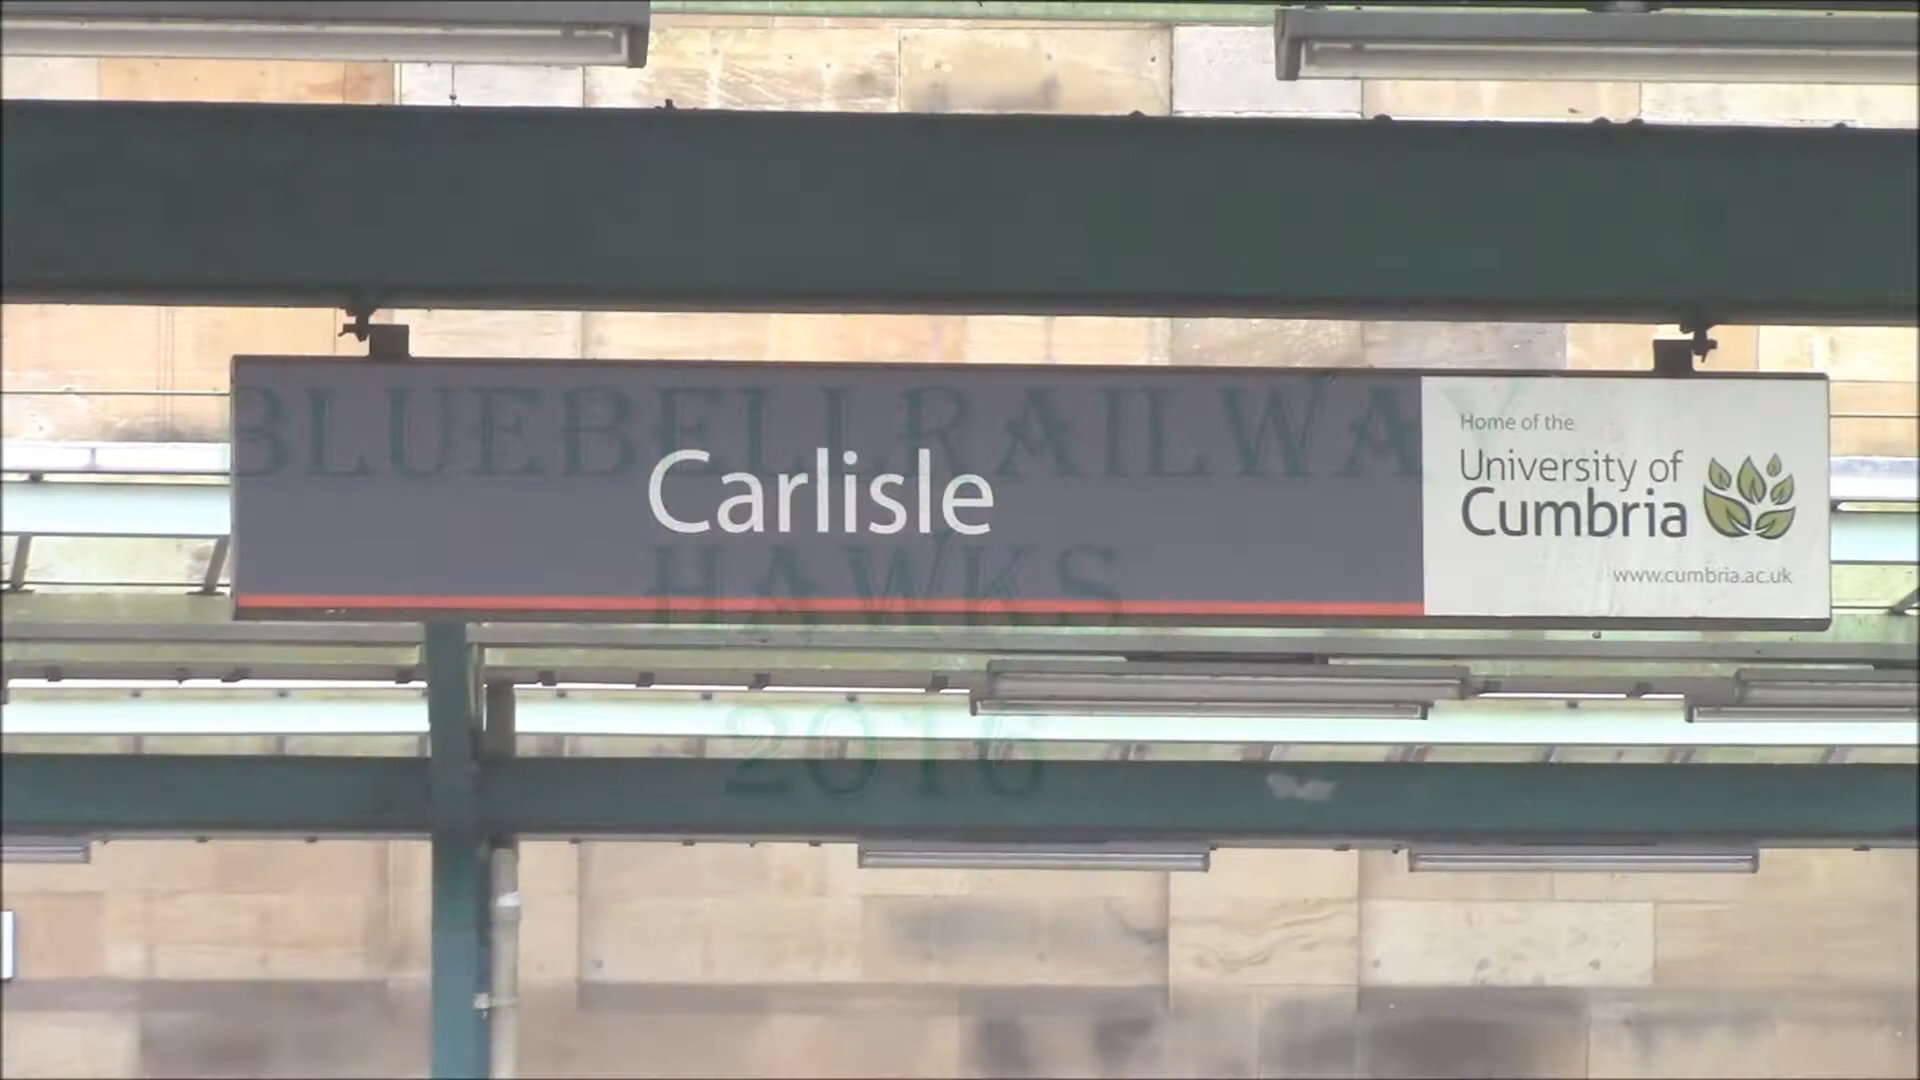 BLUEBELLRAILWAY
HAWKS
2016
Carlisle
Home of the
University of
Cumbria
www.cumbria.ac.uk